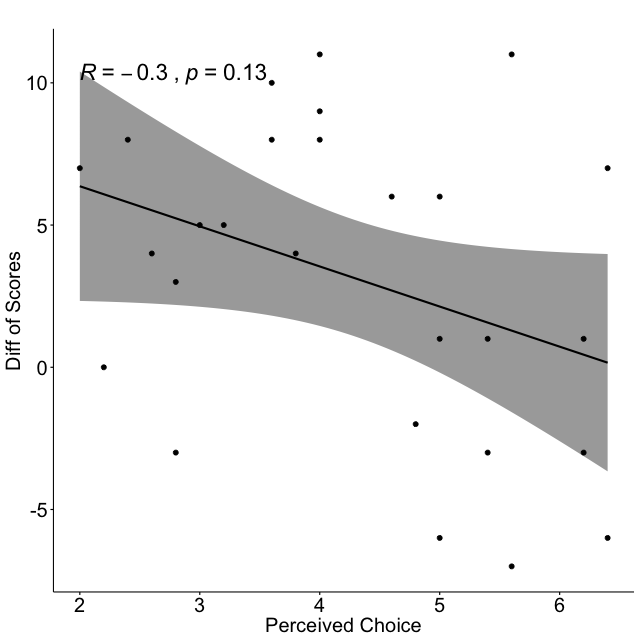 R = −0.3 , p = 0.13
10
5
0
-5
Diff of Scores
2 3 4 5 6
Perceived Choice